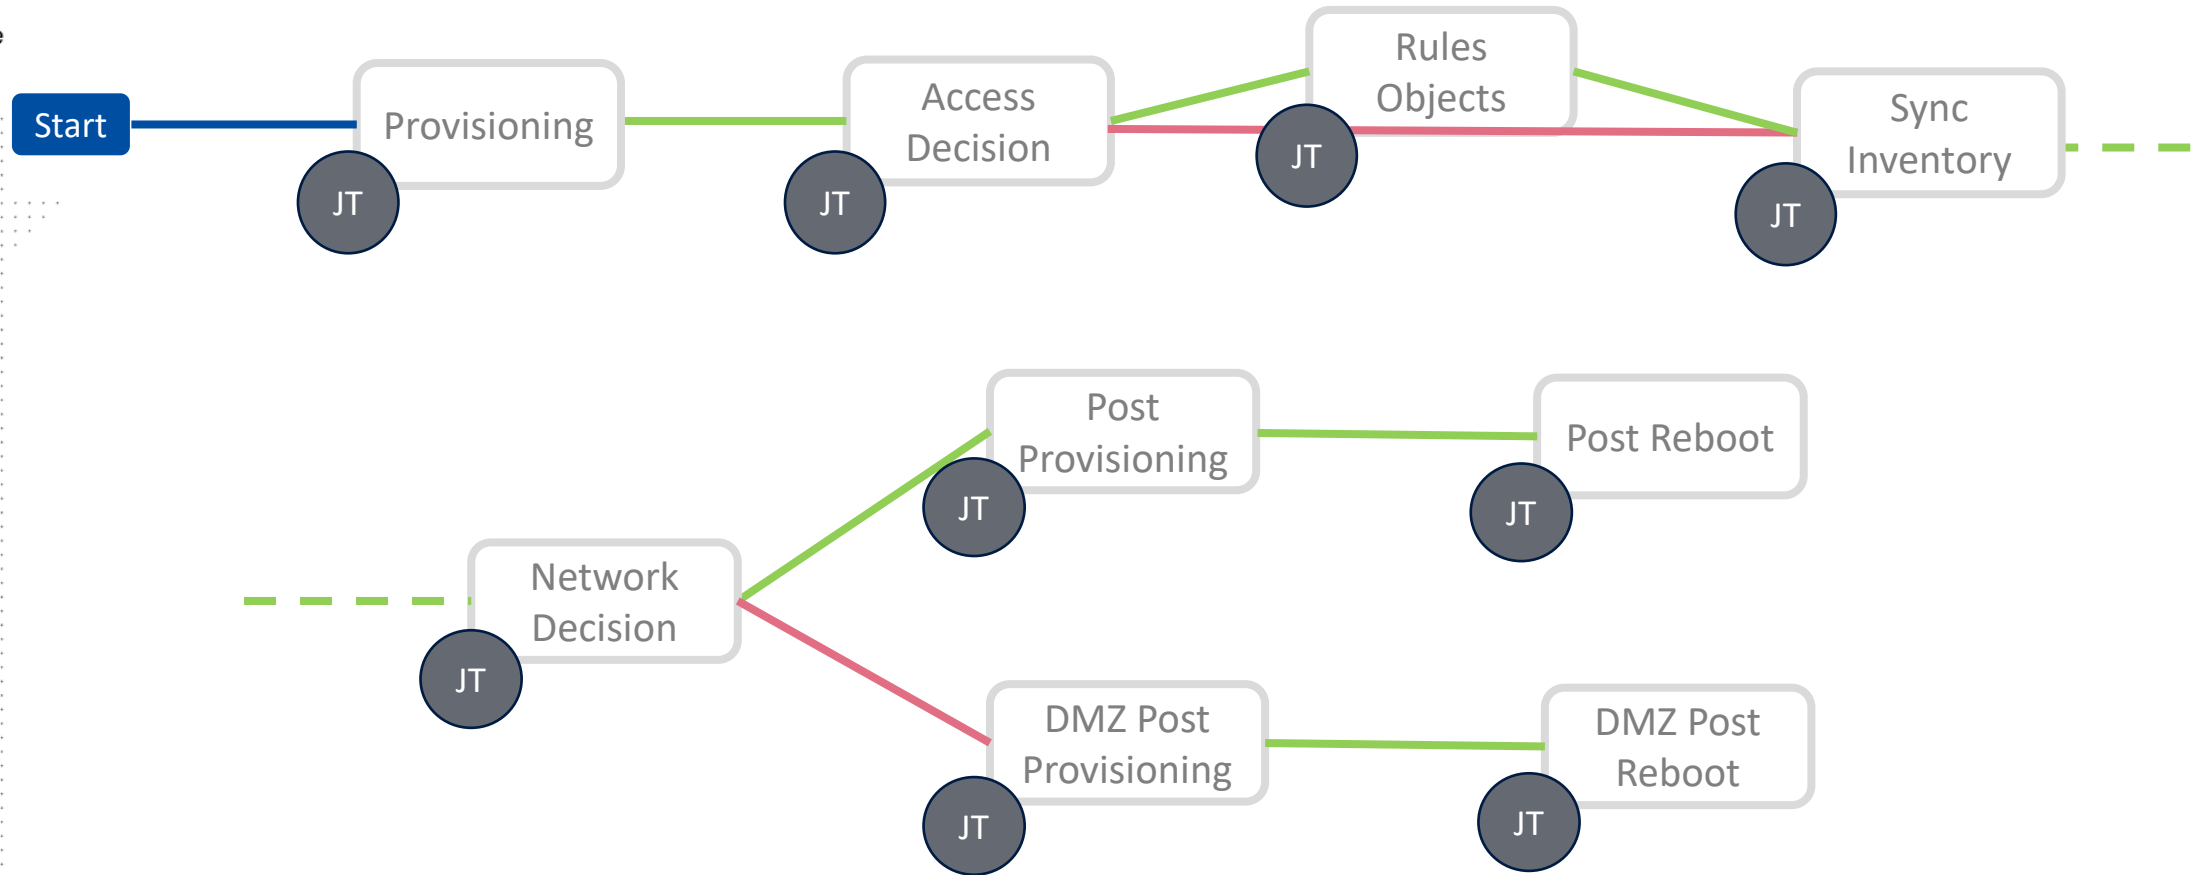 Start
Provisioning
JT
Access
Decision
JT
Rules
Objects
JT
Sync
Inventory
JT
Post
Provisioning
JT
Post Reboot
JT
Network
Decision
JT
DMZ Post
Provisioning
JT
DMZ Post
Reboot
JT